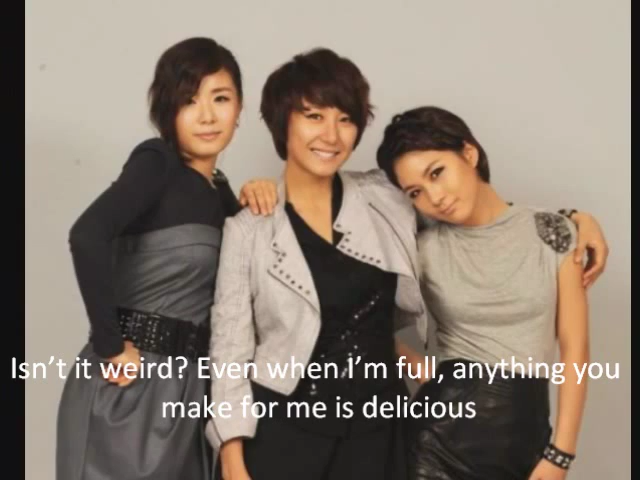 Isn't it weird? Even when I'm full, anything you
make for me is delicious